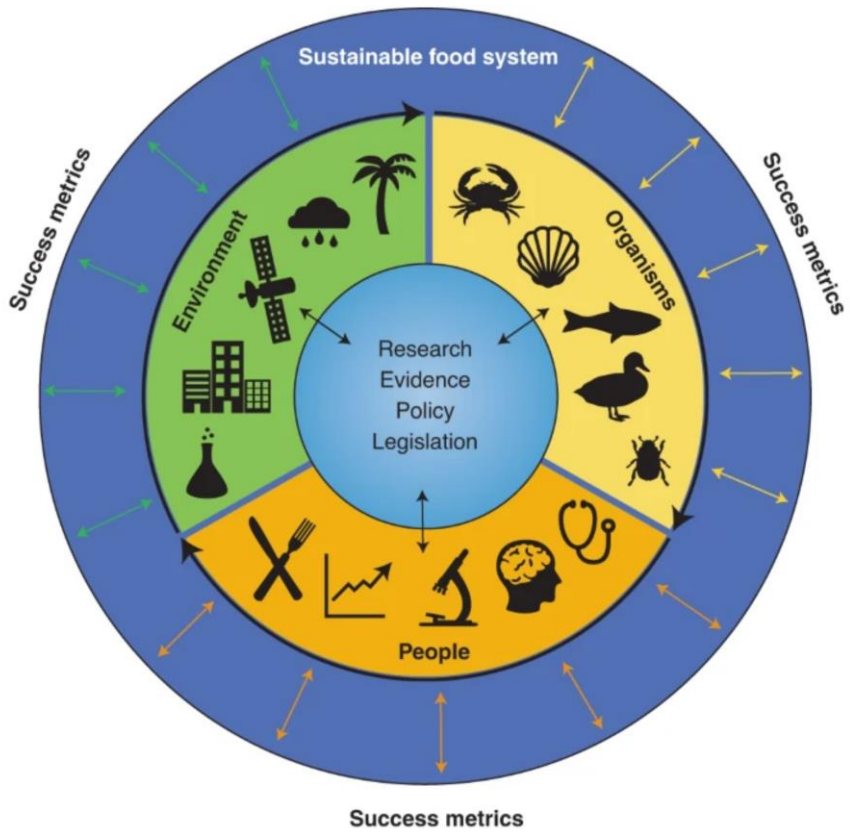 Sustainable food system
Success metrics
Success metrics
Environment
Organisms
Research
Evidence
Policy
Legislation
People
Success metrics